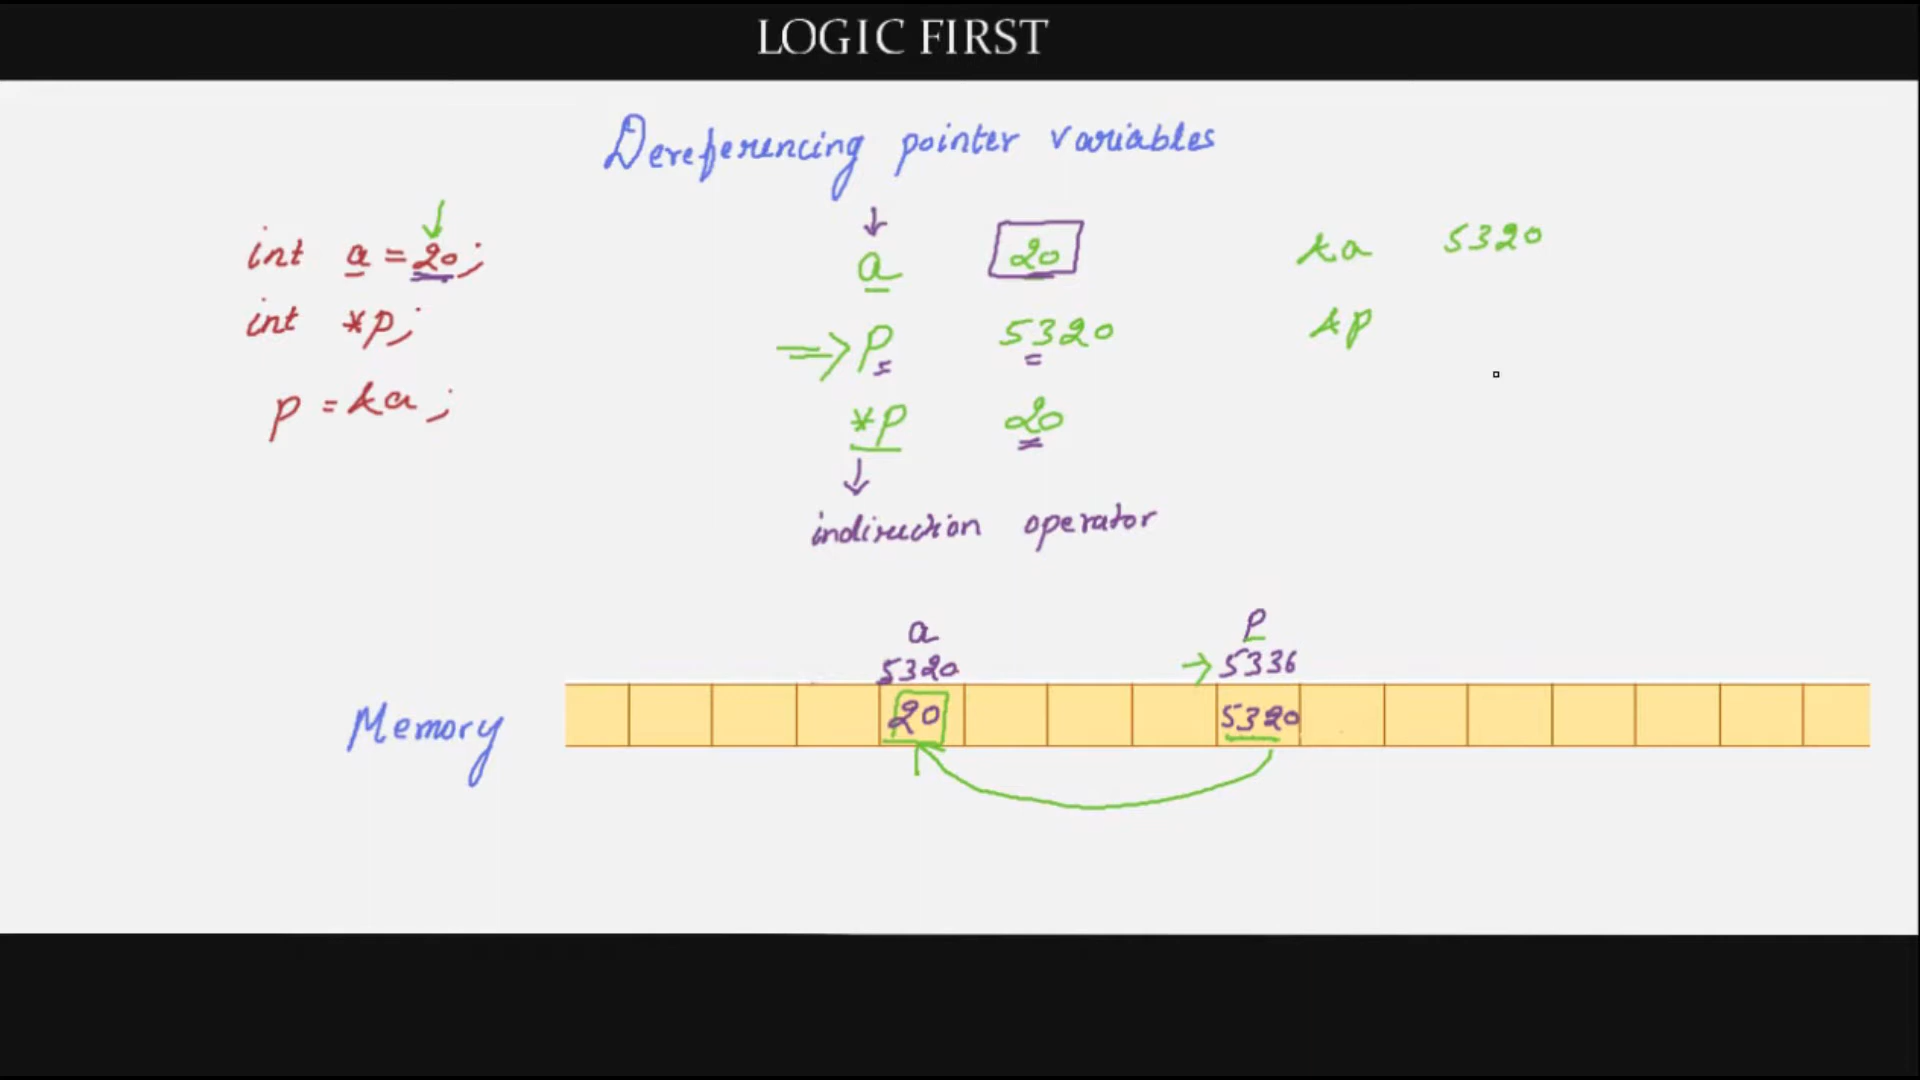 LOGIC FIRST
Dereferencing pointer variables
int a = 20;
int *p;
p = &a;
a 20
p 5320
*p 20
indirection operator
&a 5320
&p
a p
5320 5336
Memory 20 5320